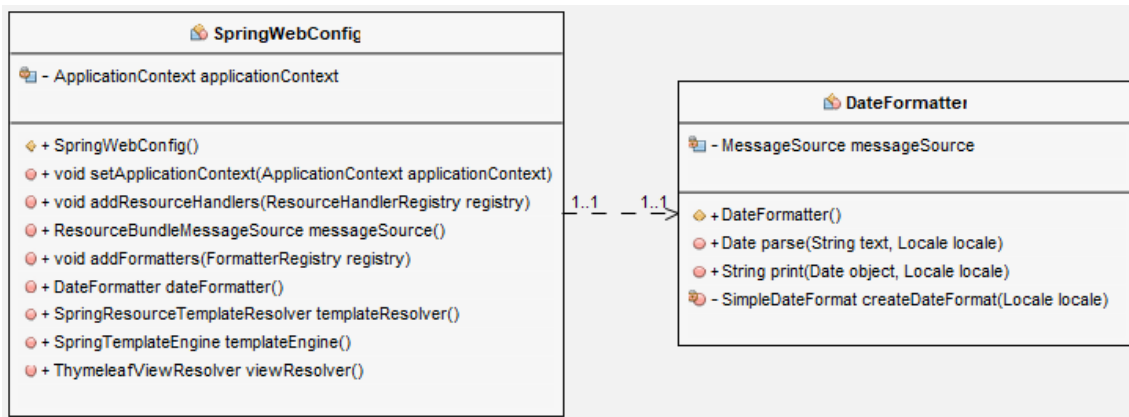 SpringWebConfig
- ApplicationContext applicationContext
+ SpringWebConfig()
+ void setApplicationContext(ApplicationContext applicationContext)
+ void addResourceHandlers(ResourceHandlerRegistry registry)
+ ResourceBundleMessageSource messageSource()
+ void addFormatters(FormatterRegistry registry)
+ DateFormatter dateFormatter()
+ SpringResourceTemplateResolver templateResolver()
+ SpringTemplateEngine templateEngine()
+ ThymeleafViewResolver viewResolver()
1..1 1..1
DateFormatter
- MessageSource messageSource
+ DateFormatter()
+ Date parse(String text, Locale locale)
+ String print(Date object, Locale locale)
- SimpleDateFormat createDateFormat(Locale locale)